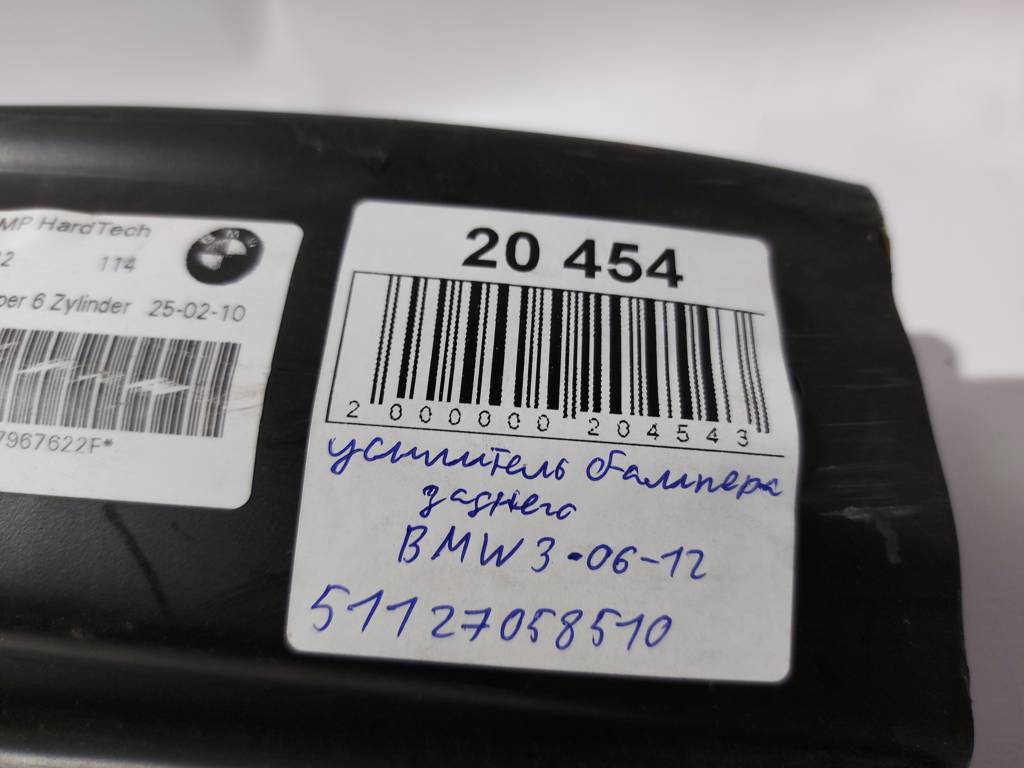 MP HardTech
2 114
BMW
per 6 Zylinder 25-02-10
7967622F*
20 454
2 000000 204543
усилитель бампера
заднего
BMW 3 - 06-12
51127058510